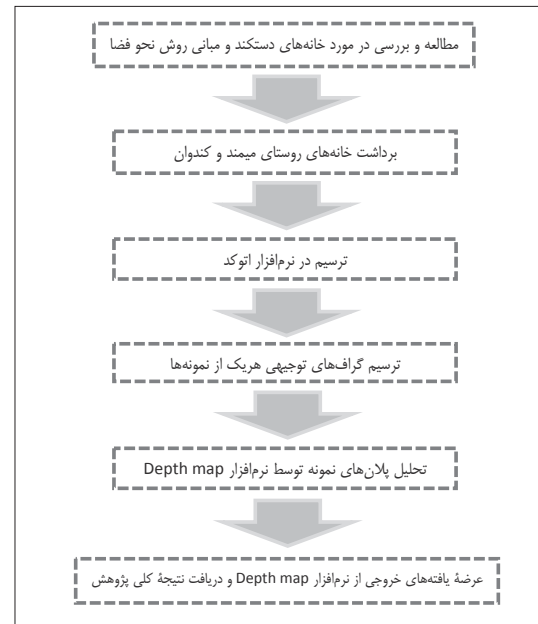 مطالعه و بررسی در مورد خانه‌های دستکند و مبانی روش نحو فضا
برداشت خانه‌های روستای میمند و کندوان
ترسیم در نرم‌افزار اتوکد
ترسیم گراف‌های توجیهی هریک از نمونه‌ها
تحلیل پلان‌های نمونه توسط نرم‌افزار Depth map
عرضهٔ یافته‌های خروجی از نرم‌افزار Depth map و دریافت نتیجهٔ کلی پژوهش